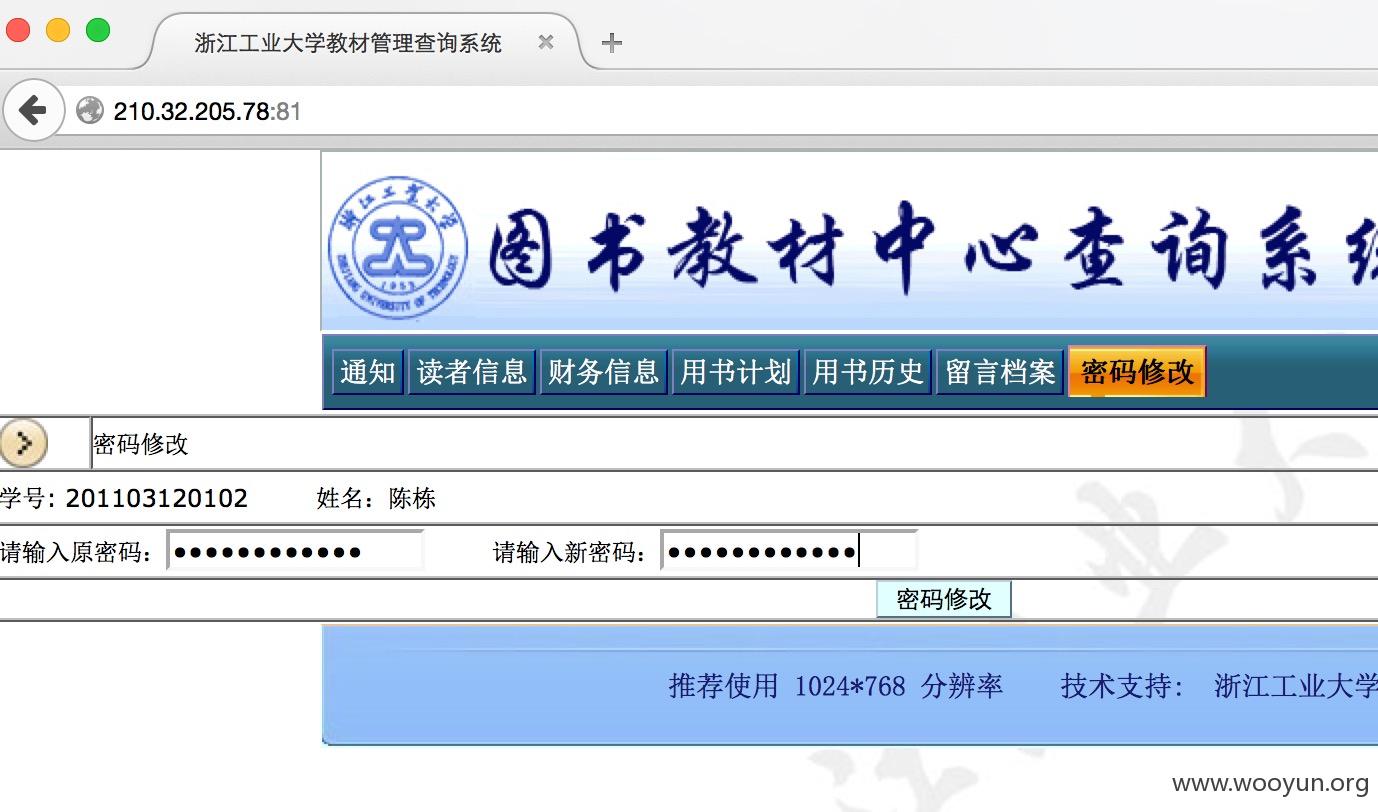 浙江工业大学教材管理查询系统
210.32.205.78:81
浙江工业大学
ZHEJIANG UNIVERSITY OF TECHNOLOGY
1953
图书教材中心查询系
通知 读者信息 财务信息 用书计划 用书历史 留言档案 密码修改
密码修改
学号: 201103120102 姓名：陈栋
请输入原密码： •••••••••••• 请输入新密码： ••••••••••••
密码修改
推荐使用 1024*768 分辨率 技术支持： 浙江工业大学
www.wooyun.org